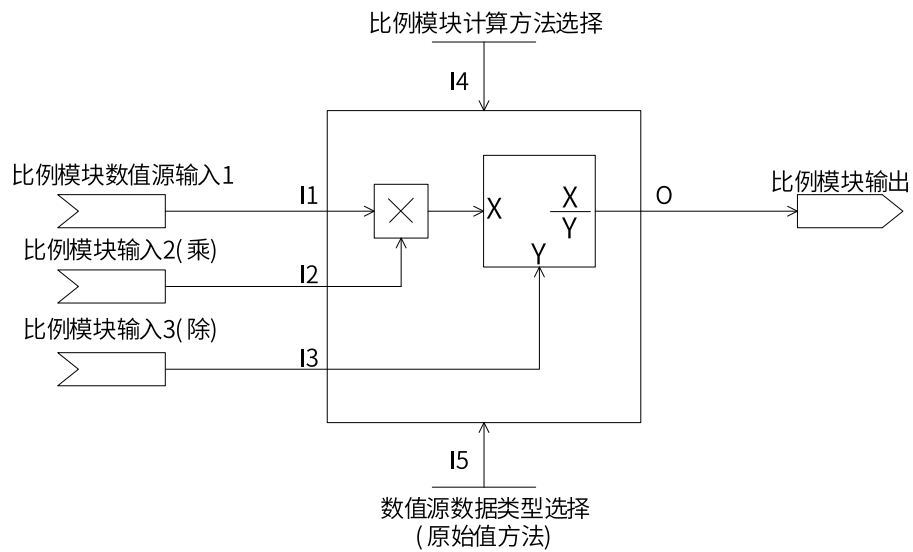 比例模块计算方法选择
I4
比例模块数值源输入1
I1
比例模块输出
O
X
X
Y
Y
比例模块输入2(乘)
I2
比例模块输入3(除)
I3
I5
数值源数据类型选择
(原始值方法)